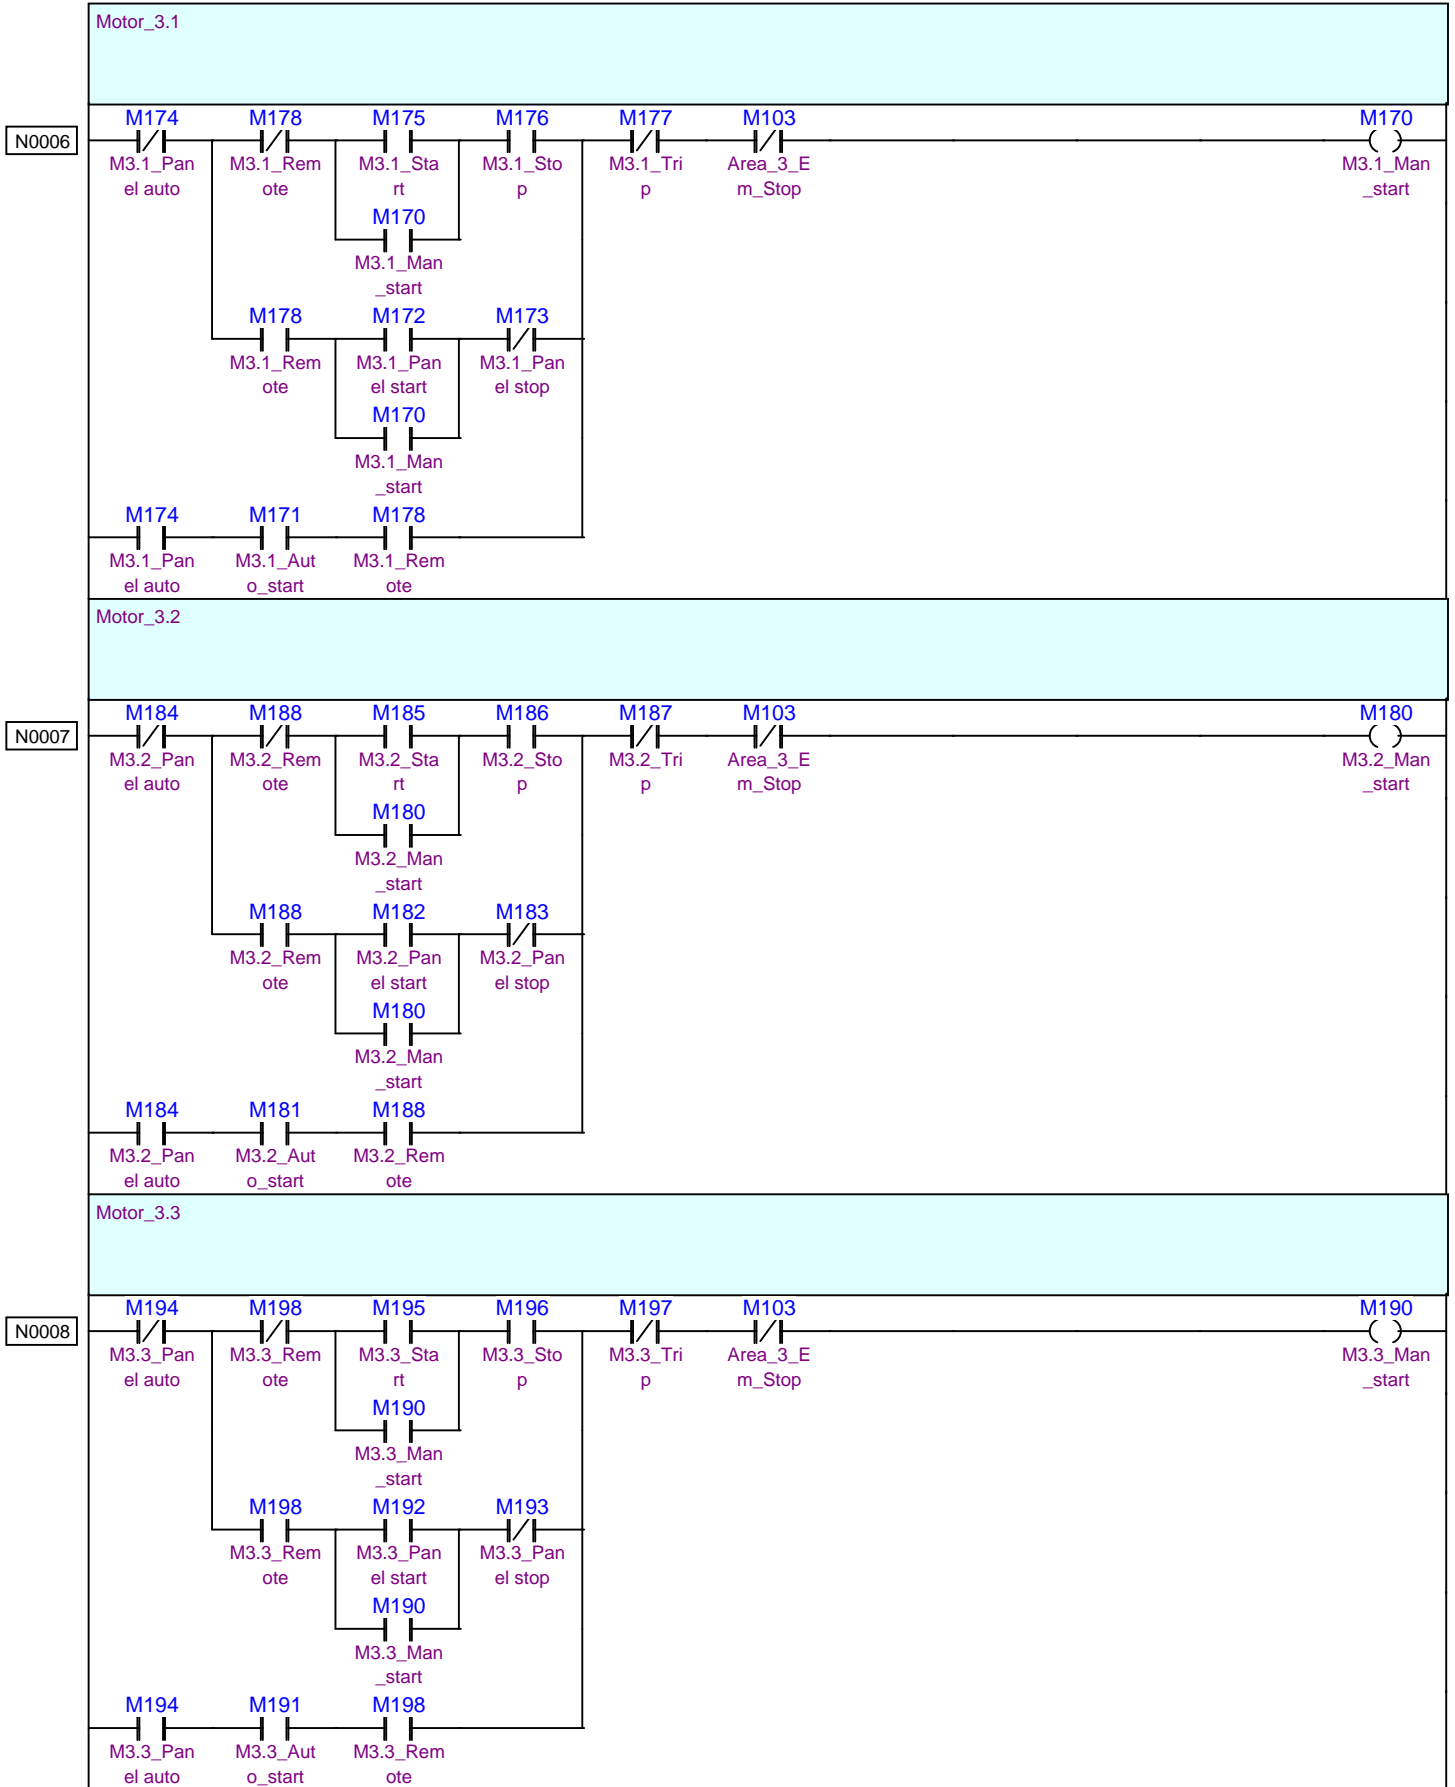 Motor_3.1
M174 M178 M175 M176 M177 M103 M170
N0006
M3.1_Pan M3.1_Rem M3.1_Sta M3.1_Sto M3.1_Tri Area_3_E M3.1_Man
el auto ote rt p p m_Stop _start
M170
M3.1_Man
_start
M178 M172 M173
M3.1_Rem M3.1_Pan M3.1_Pan
ote el start el stop
M170
M3.1_Man
_start
M174 M171 M178
M3.1_Pan M3.1_Aut M3.1_Rem
el auto o_start ote
Motor_3.2
M184 M188 M185 M186 M187 M103 M180
N0007
M3.2_Pan M3.2_Rem M3.2_Sta M3.2_Sto M3.2_Tri Area_3_E M3.2_Man
el auto ote rt p p m_Stop _start
M180
M3.2_Man
_start
M188 M182 M183
M3.2_Rem M3.2_Pan M3.2_Pan
ote el start el stop
M180
M3.2_Man
_start
M184 M181 M188
M3.2_Pan M3.2_Aut M3.2_Rem
el auto o_start ote
Motor_3.3
M194 M198 M195 M196 M197 M103 M190
N0008
M3.3_Pan M3.3_Rem M3.3_Sta M3.3_Sto M3.3_Tri Area_3_E M3.3_Man
el auto ote rt p p m_Stop _start
M190
M3.3_Man
_start
M198 M192 M193
M3.3_Rem M3.3_Pan M3.3_Pan
ote el start el stop
M190
M3.3_Man
_start
M194 M191 M198
M3.3_Pan M3.3_Aut M3.3_Rem
el auto o_start ote